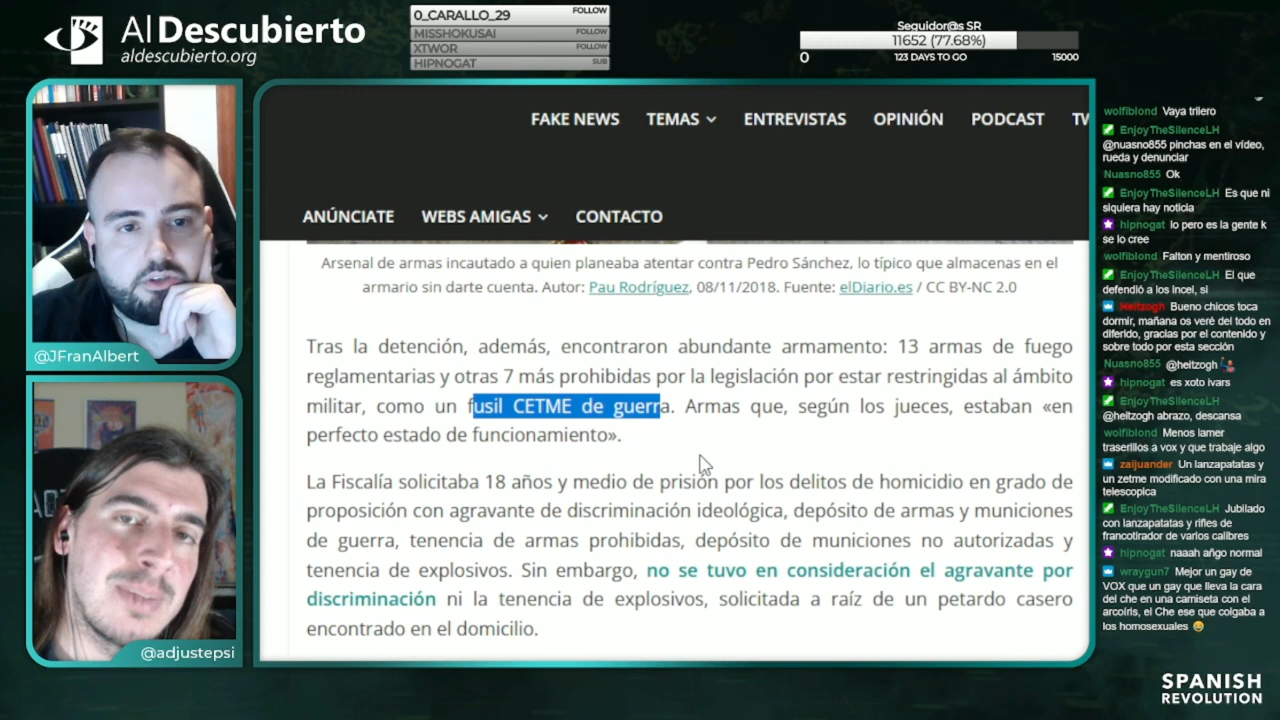 Al Descubierto
aldescubierto.org
0_CARALLO_29 FOLLOW
MISSHOKUSAI FOLLOW
XTWOR FOLLOW
HIPNOGAT SUB
Seguidor@s SR
11652 (77.68%)
0 123 DAYS TO GO 15000
@JFranAlbert
@adjustepsi
FAKE NEWS TEMAS ENTREVISTAS OPINIÓN PODCAST TV
ANÚNCIATE WEBS AMIGAS CONTACTO
Arsenal de armas incautado a quien planeaba atentar contra Pedro Sánchez, lo típico que almacenas en el
armario sin darte cuenta. Autor: Pau Rodríguez, 08/11/2018. Fuente: elDiario.es / CC BY-NC 2.0
Tras la detención, además, encontraron abundante armamento: 13 armas de fuego
reglamentarias y otras 7 más prohibidas por la legislación por estar restringidas al ámbito
militar, como un fusil CETME de guerra. Armas que, según los jueces, estaban «en
perfecto estado de funcionamiento».
La Fiscalía solicitaba 18 años y medio de prisión por los delitos de homicidio en grado de
proposición con agravante de discriminación ideológica, depósito de armas y municiones
de guerra, tenencia de armas prohibidas, depósito de municiones no autorizadas y
tenencia de explosivos. Sin embargo, no se tuvo en consideración el agravante por
discriminación ni la tenencia de explosivos, solicitada a raíz de un petardo casero
encontrado en el domicilio.
wolfiblond Vaya trilero
EnjoyTheSilenceLH
@nuasno855 pinchas en el vídeo,
rueda y denunciar
Nuasno855 Ok
EnjoyTheSilenceLH Es que ni
siquiera hay noticia
hipnogat lo pero es la gente k
se lo cree
wolfiblond Falton y mentiroso
EnjoyTheSilenceLH El que
defendió a los incel, si
Heltzogh Bueno chicos toca
dormir, mañana os veré del todo en
diferido, gracias por el contenido y
sobre todo por esta sección
Nuasno855 @heltzogh
hipnogat es xoto ivars
EnjoyTheSilenceLH
@heltzogh abrazo, descansa
wolfiblond Menos lamer
traserillos a vox y que trabaje algo
zaijuander Un lanzapatatas y
un zetme modificado con una mira
telescopica
EnjoyTheSilenceLH Jubilado
con lanzapatatas y rifles de
francotirador de varios calibres
hipnogat naaah añgo normal
wraygun7 Mejor un gay de
VOX que un gay que lleva la cara
del che en una camiseta con el
arcoíris, el Che ese que colgaba a
los homosexuales
SPANISH
REVOLUTION